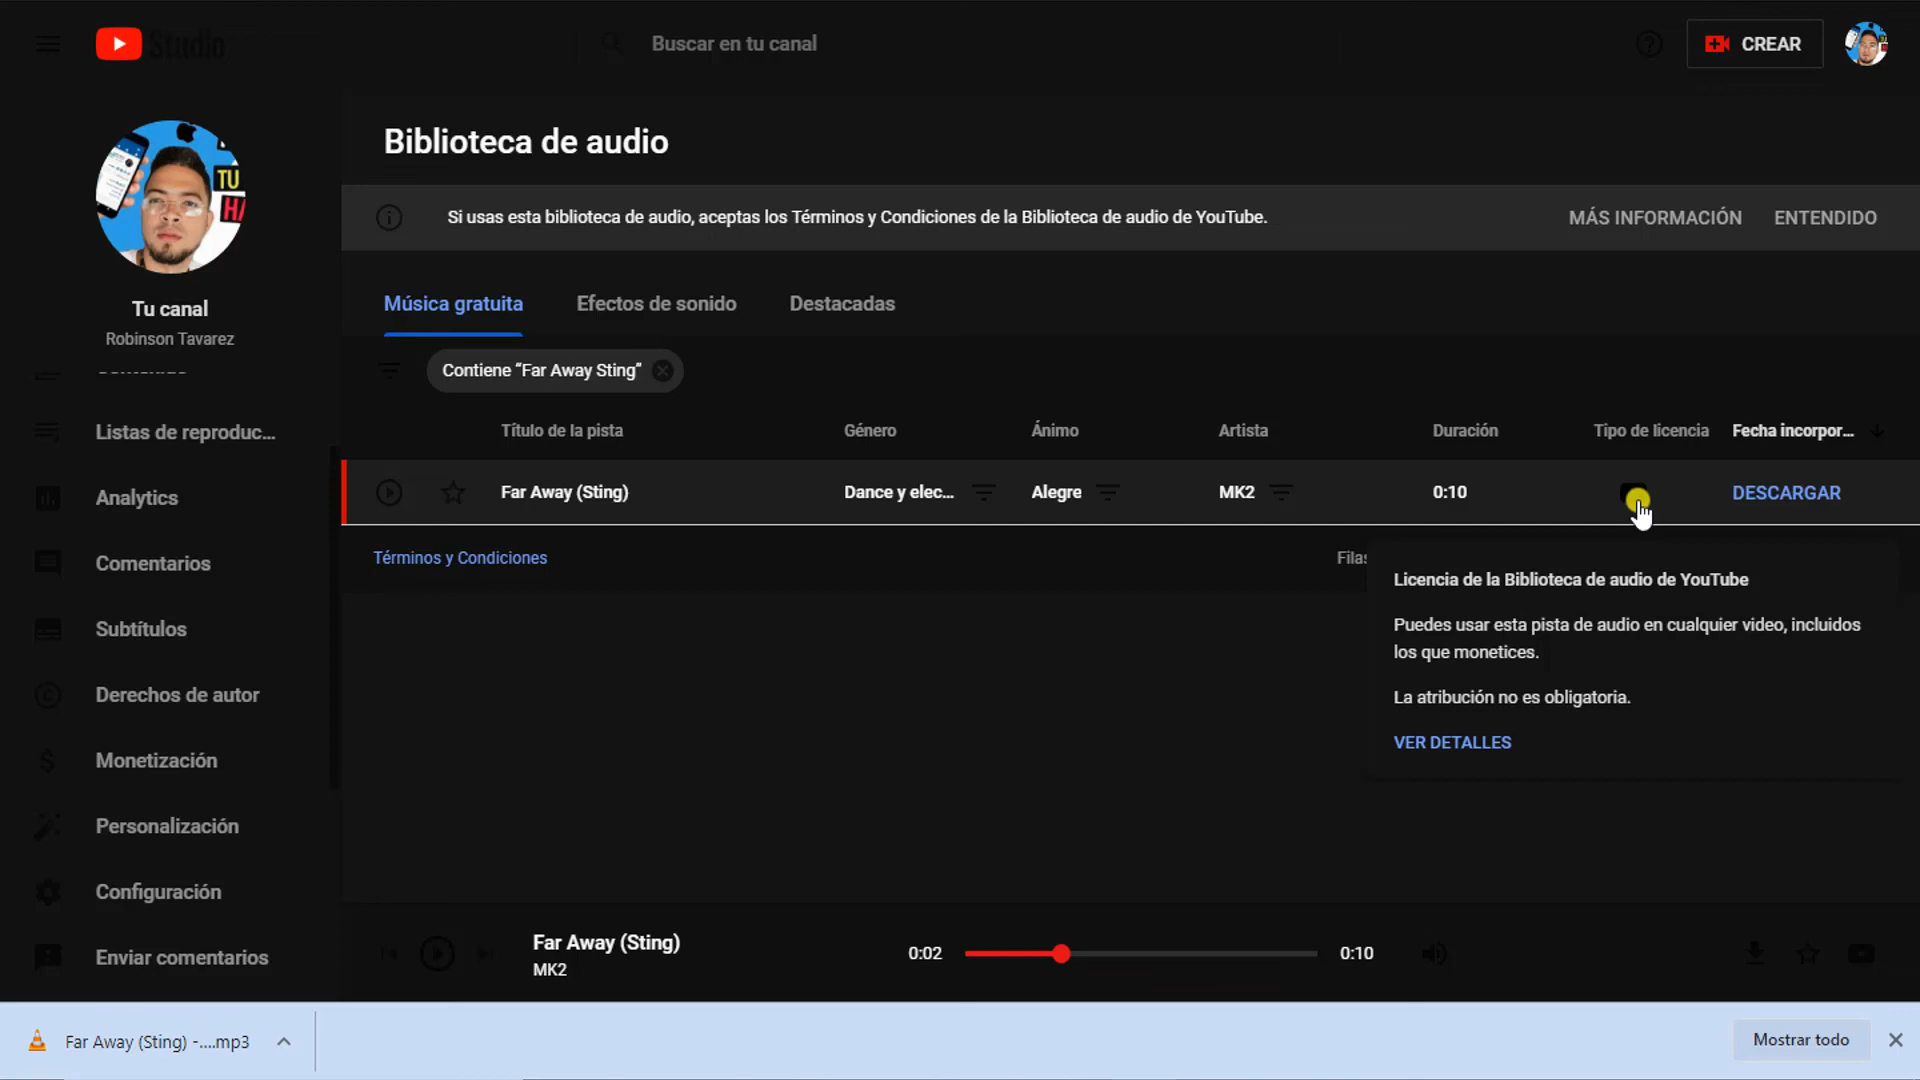 Studio
Buscar en tu canal
CREAR
TU
HA
Tu canal
Robinson Tavarez
Listas de reproduc...
Analytics
Comentarios
Subtítulos
Derechos de autor
Monetización
Personalización
Configuración
Enviar comentarios
Biblioteca de audio
Si usas esta biblioteca de audio, aceptas los Términos y Condiciones de la Biblioteca de audio de YouTube.
MÁS INFORMACIÓN
ENTENDIDO
Música gratuita
Efectos de sonido
Destacadas
Contiene “Far Away Sting”
Título de la pista
Género
Ánimo
Artista
Duración
Tipo de licencia
Fecha incorpor...
Far Away (Sting)
Dance y elec...
Alegre
MK2
0:10
DESCARGAR
Términos y Condiciones
Filas
Licencia de la Biblioteca de audio de YouTube
Puedes usar esta pista de audio en cualquier video, incluidos
los que monetices.
La atribución no es obligatoria.
VER DETALLES
Far Away (Sting)
MK2
0:02
0:10
Far Away (Sting) -....mp3
Mostrar todo